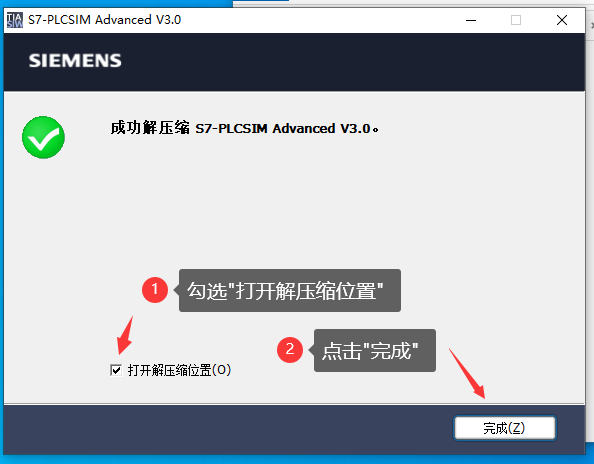 S7-PLCSIM Advanced V3.0
SIEMENS
成功解压缩 S7-PLCSIM Advanced V3.0。
1 勾选"打开解压缩位置"
2 点击"完成"
打开解压缩位置(O)
完成(Z)